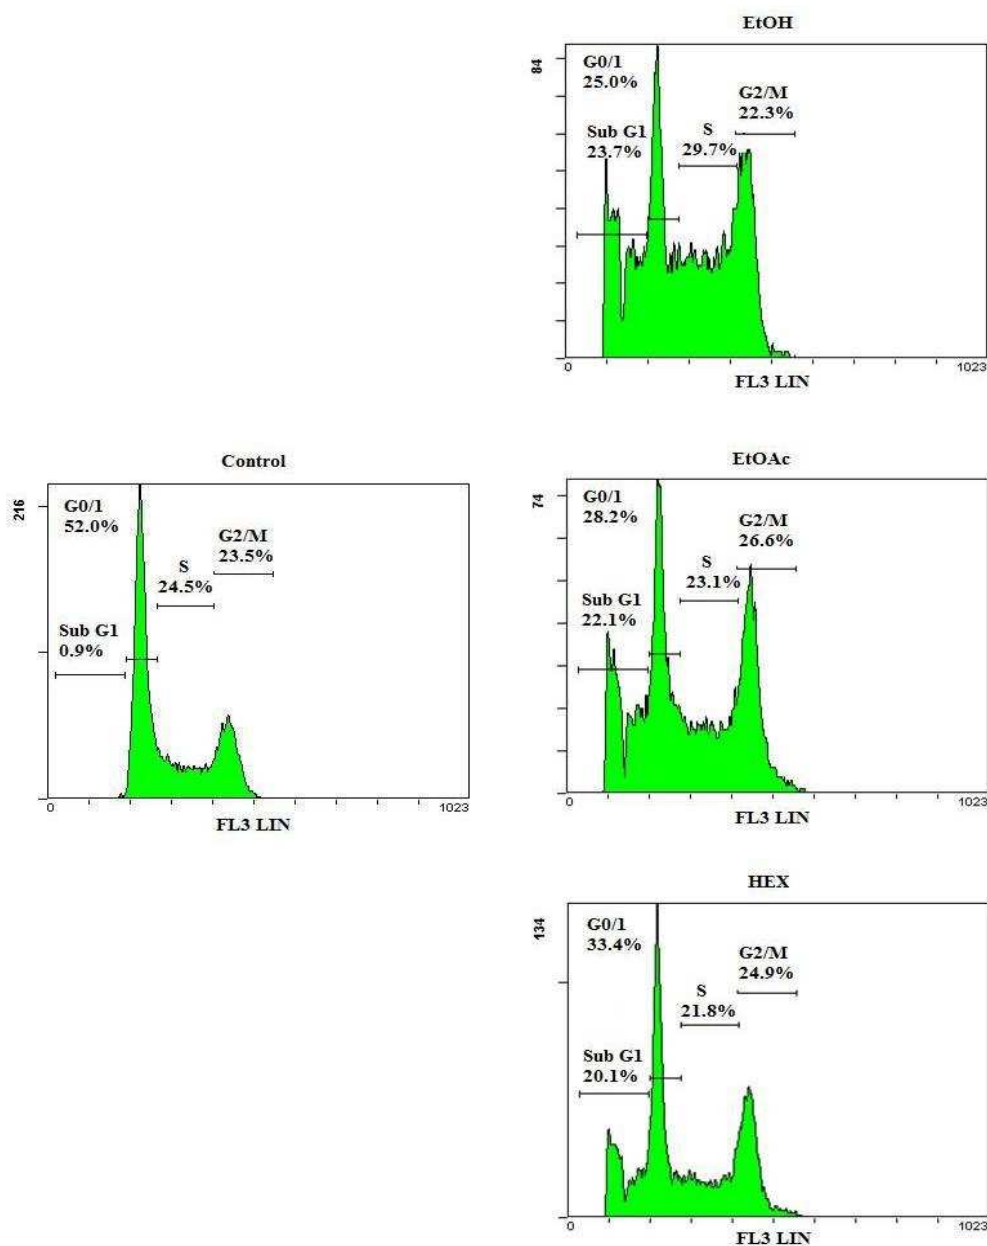 EtOH
84
G0/1
25.0%
G2/M
22.3%
Sub G1
23.7%
S
29.7%
0
1023
FL3 LIN
Control
216
G0/1
52.0%
G2/M
23.5%
S
24.5%
Sub G1
0.9%
0
1023
FL3 LIN
EtOAc
74
G0/1
28.2%
G2/M
26.6%
S
23.1%
Sub G1
22.1%
0
1023
FL3 LIN
HEX
134
G0/1
33.4%
G2/M
24.9%
S
21.8%
Sub G1
20.1%
0
1023
FL3 LIN